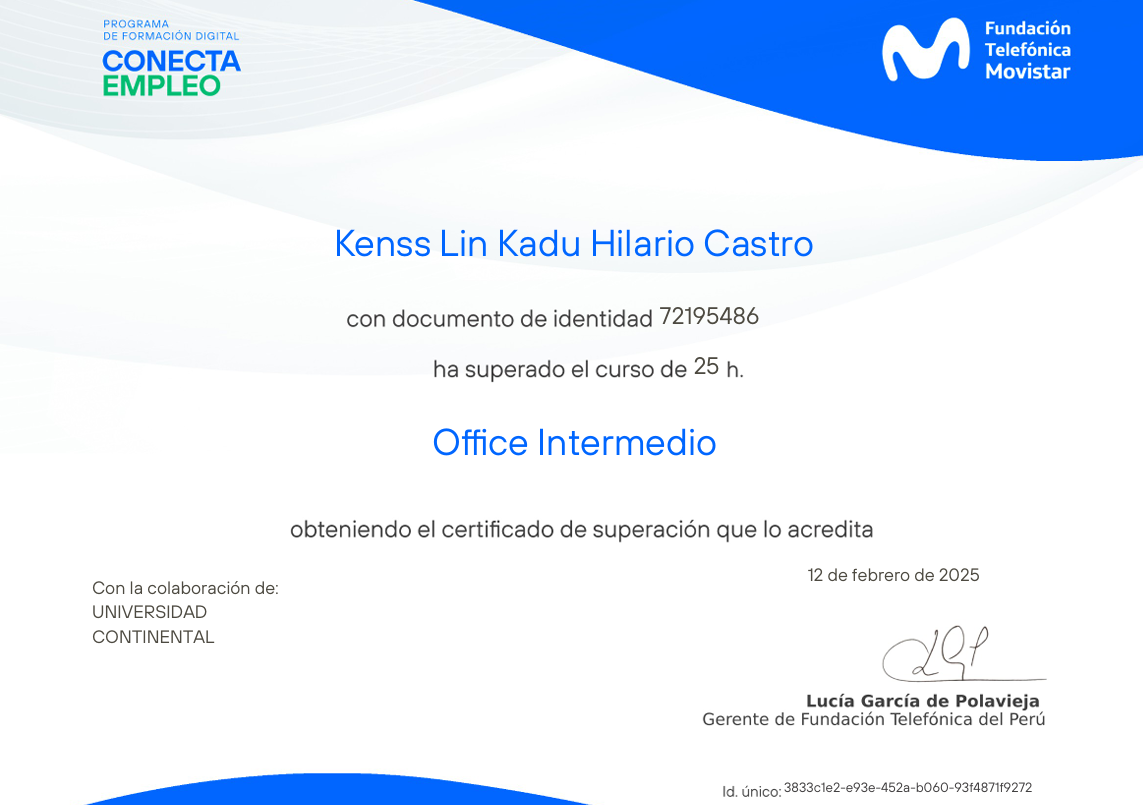 PROGRAMA
DE FORMACIÓN DIGITAL
CONECTA
EMPLEO
Fundación
Telefónica
Movistar
Kenss Lin Kadu Hilario Castro
con documento de identidad 72195486
ha superado el curso de 25 h.
Office Intermedio
obteniendo el certificado de superación que lo acredita
12 de febrero de 2025
Con la colaboración de:
UNIVERSIDAD
CONTINENTAL
Lucía García de Polavieja
Gerente de Fundación Telefónica del Perú
Id. único: 3833c1e2-e93e-452a-b060-93f4871f9272